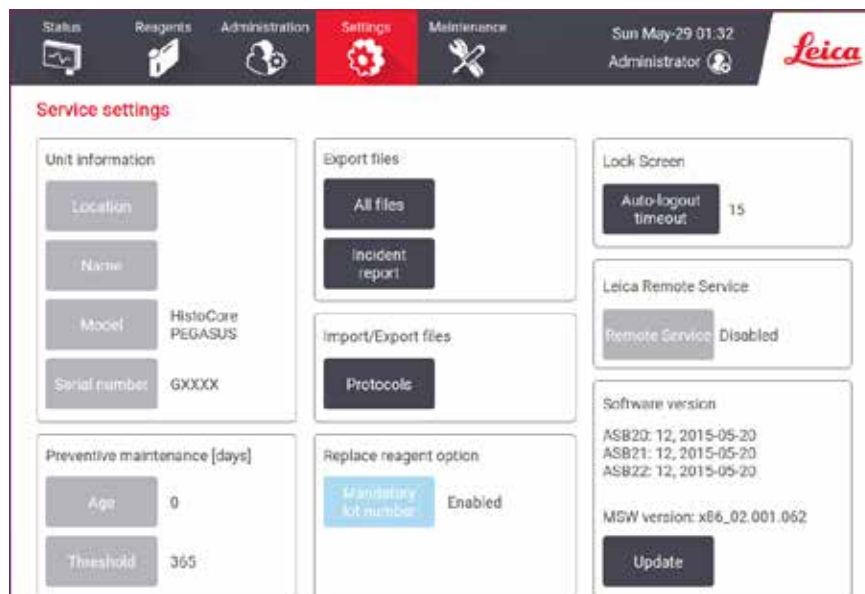 Status Reagents Administration Settings Maintenance
Sun May-29 01:32
Administrator
Leica
Service settings
Unit information
Location
Name
Model
HistoCore
PEGASUS
Serial number
GXXXX
Preventive maintenance [days]
Age
0
Threshold
365
Export files
All files
Incident
report
Import/Export files
Protocols
Replace reagent option
Mandatory
lot number
Enabled
Lock Screen
Auto-logout
timeout
15
Leica Remote Service
Remote Service
Disabled
Software version
ASB20: 12, 2015-05-20
ASB21: 12, 2015-05-20
ASB22: 12, 2015-05-20
MSW version: x86_02.001.062
Update